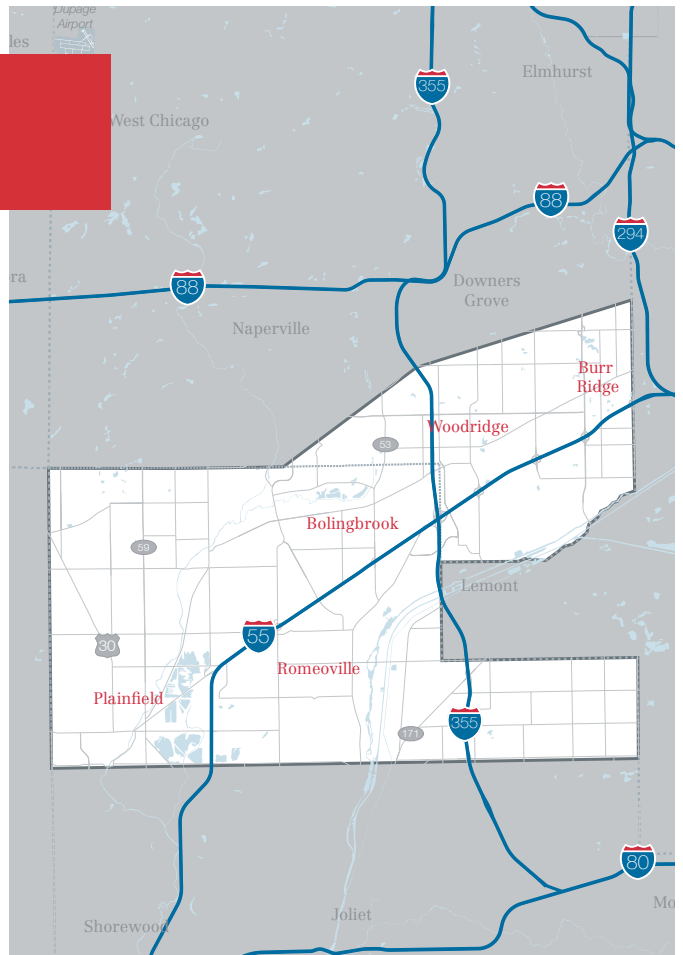 Dupage
Airport
les
355
Elmhurst
West Chicago
88
294
ra
88
Downers
Grove
Naperville
Burr
Ridge
Woodridge
53
Bolingbrook
59
Lemont
55
30
Romeoville
Plainfield
355
171
80
Mo
Joliet
Shorewood